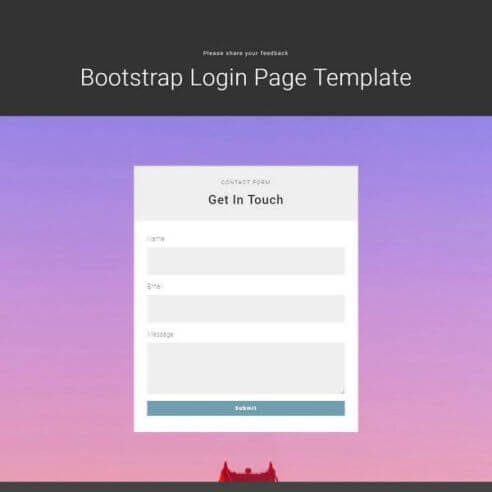 Please share your feedback
Bootstrap Login Page Template
CONTACT FORM
Get In Touch
Name
Email
Message
Submit